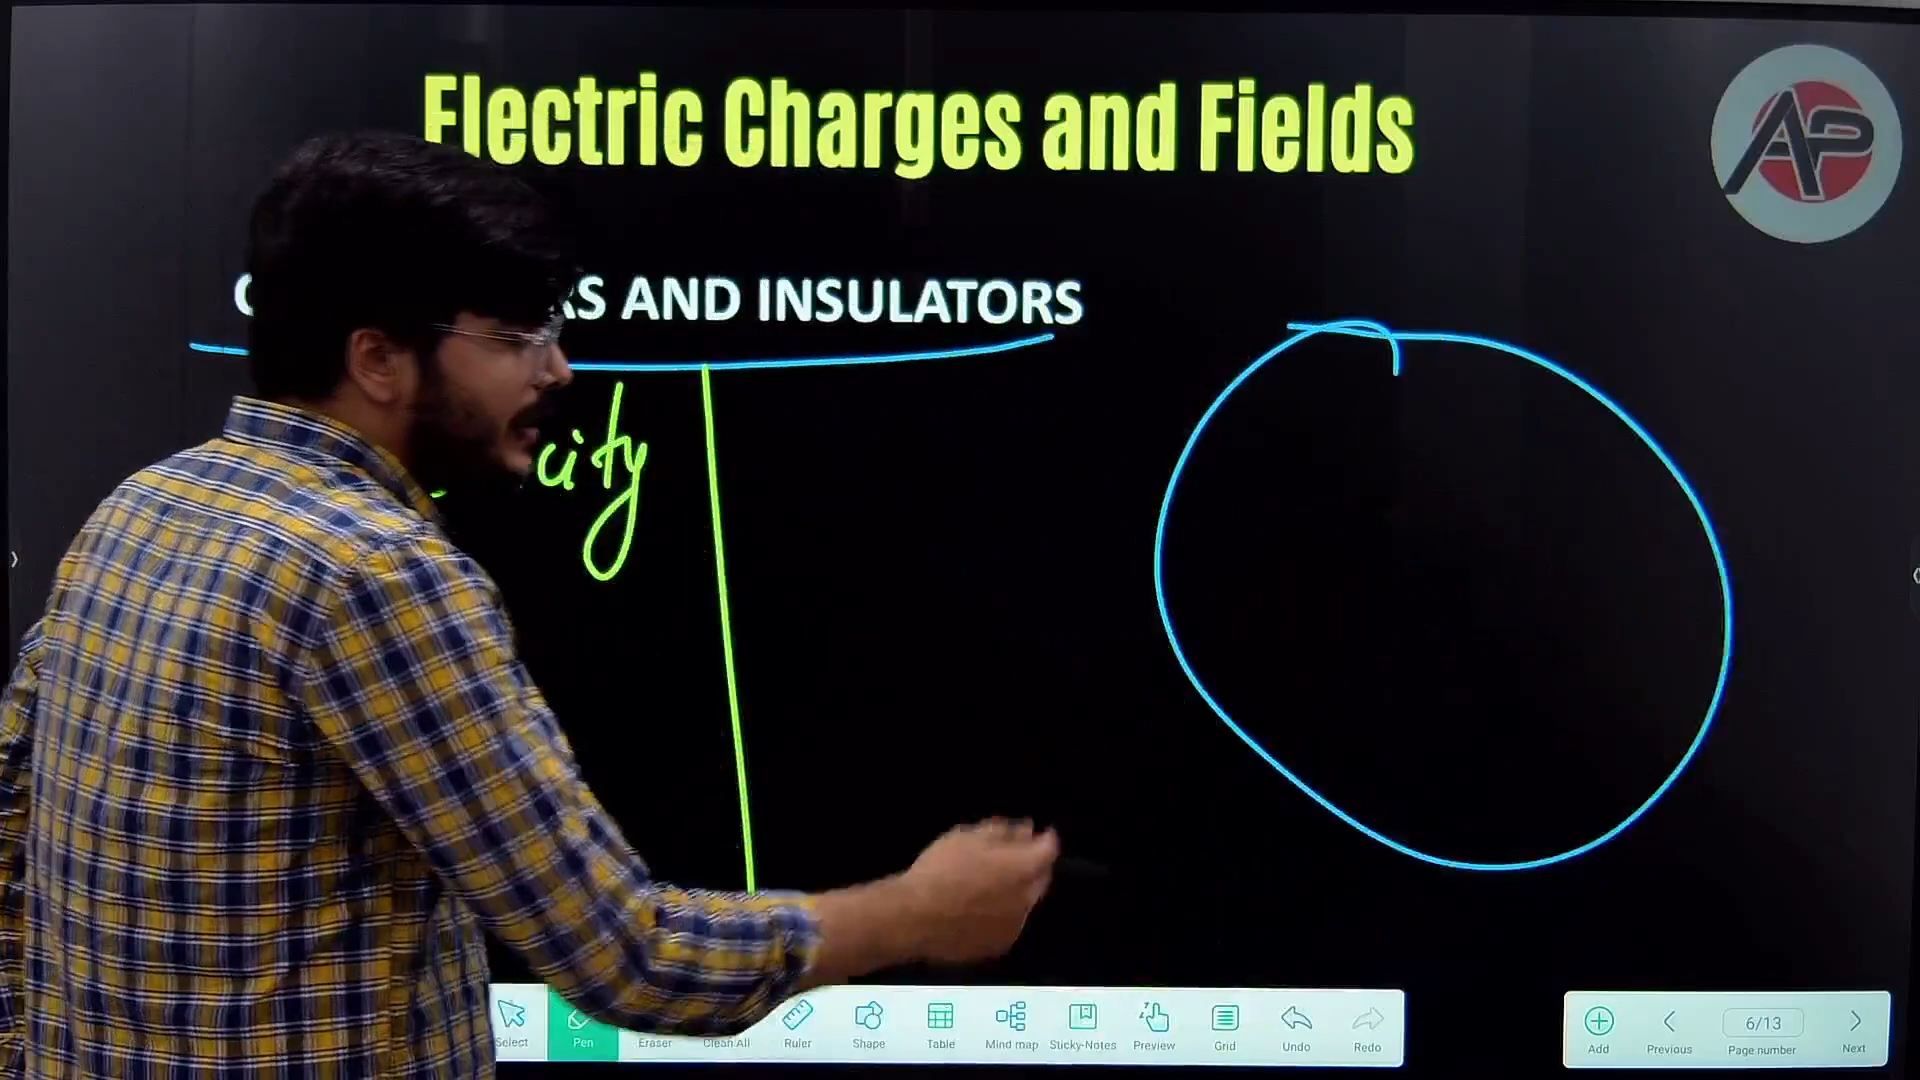 Electric Charges and Fields
AP
AND INSULATORS
city
Select
Pen
Eraser
Clean All
Ruler
Shape
Table
Mind map
Sticky-Notes
Preview
Grid
Undo
Redo
Add
Previous
6/13
Page number
Next